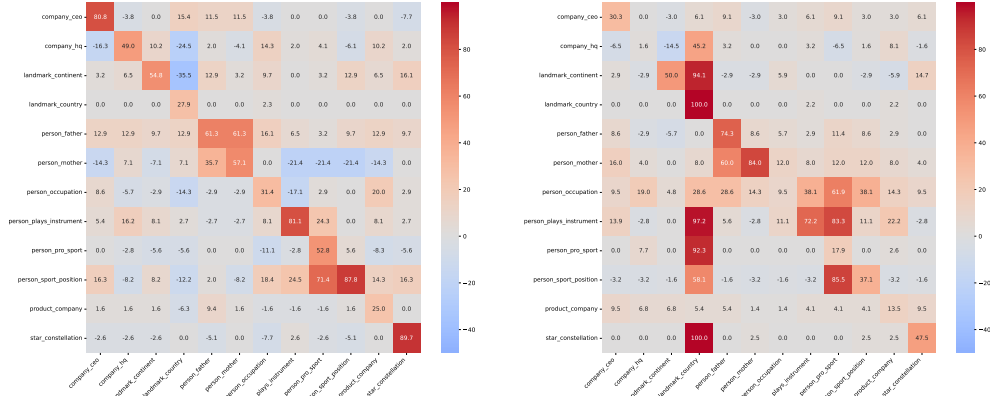 company_ceo 80.8 -3.8 0.0 15.4 11.5 11.5 -3.8 0.0 0.0 -3.8 0.0 -7.7
company_hq -16.3 49.0 10.2 -24.5 2.0 -4.1 14.3 2.0 4.1 -6.1 10.2 2.0
landmark_continent 3.2 6.5 54.8 -35.5 12.9 3.2 9.7 0.0 3.2 12.9 6.5 16.1
landmark_country 0.0 0.0 0.0 27.9 0.0 0.0 2.3 0.0 0.0 0.0 0.0 0.0
person_father 12.9 12.9 9.7 12.9 61.3 61.3 16.1 6.5 3.2 9.7 12.9 9.7
person_mother -14.3 7.1 -7.1 7.1 35.7 57.1 0.0 -21.4 -21.4 -21.4 -14.3 0.0
person_occupation 8.6 -5.7 -2.9 -14.3 -2.9 -2.9 31.4 -17.1 2.9 0.0 20.0 2.9
person_plays_instrument 5.4 16.2 8.1 2.7 -2.7 -2.7 8.1 81.1 24.3 0.0 8.1 2.7
person_pro_sport 0.0 -2.8 -5.6 -5.6 0.0 0.0 -11.1 -2.8 52.8 5.6 -8.3 -5.6
person_sport_position 16.3 -8.2 8.2 -12.2 2.0 -8.2 18.4 24.5 71.4 87.8 14.3 16.3
product_company 1.6 1.6 1.6 -6.3 9.4 1.6 -1.6 1.6 1.6 1.6 25.0 0.0
star_constellation -2.6 -2.6 -2.6 0.0 -2.6 -5.1 -7.7 2.6 -2.6 -5.1 0.0 89.7
company_ceo
company_hq
landmark_continent
landmark_country
person_father
person_mother
person_occupation
plays_instrument
person_pro_sport
person_sport_position
product_company
star_constellation
80
60
40
20
0
−20
−40
company_ceo 30.3 0.0 -3.0 6.1 9.1 -3.0 3.0 6.1 9.1 3.0 3.0 6.1
company_hq -6.5 1.6 -14.5 45.2 3.2 0.0 0.0 3.2 -6.5 1.6 8.1 -1.6
landmark_continent 2.9 -2.9 50.0 94.1 -2.9 -2.9 5.9 0.0 0.0 -2.9 -5.9 14.7
landmark_country 0.0 0.0 0.0 100.0 0.0 0.0 0.0 2.2 0.0 0.0 2.2 0.0
person_father 8.6 -2.9 -5.7 0.0 74.3 8.6 5.7 -2.9 11.4 8.6 2.9 0.0
person_mother 16.0 4.0 0.0 8.0 60.0 84.0 12.0 8.0 12.0 12.0 8.0 4.0
person_occupation 9.5 19.0 4.8 28.6 28.6 14.3 9.5 38.1 61.9 38.1 14.3 9.5
person_plays_instrument 13.9 -2.8 0.0 97.2 5.6 -2.8 11.1 72.2 83.3 11.1 22.2 -2.8
person_pro_sport 0.0 7.7 0.0 92.3 0.0 0.0 0.0 0.0 17.9 0.0 2.6 0.0
person_sport_position -3.2 -3.2 -1.6 58.1 -1.6 -3.2 -1.6 -3.2 85.5 37.1 -3.2 -1.6
product_company 9.5 6.8 6.8 5.4 1.4 1.4 4.1 4.1 4.1 4.1 13.5 9.5
star_constellation 0.0 0.0 0.0 100.0 0.0 2.5 0.0 0.0 -5.0 2.5 2.5 47.5
company_ceo
company_hq
landmark_continent
landmark_country
person_father
person_mother
person_occupation
plays_instrument
person_pro_sport
person_sport_position
product_company
star_constellation
80
60
40
20
0
−20
−40